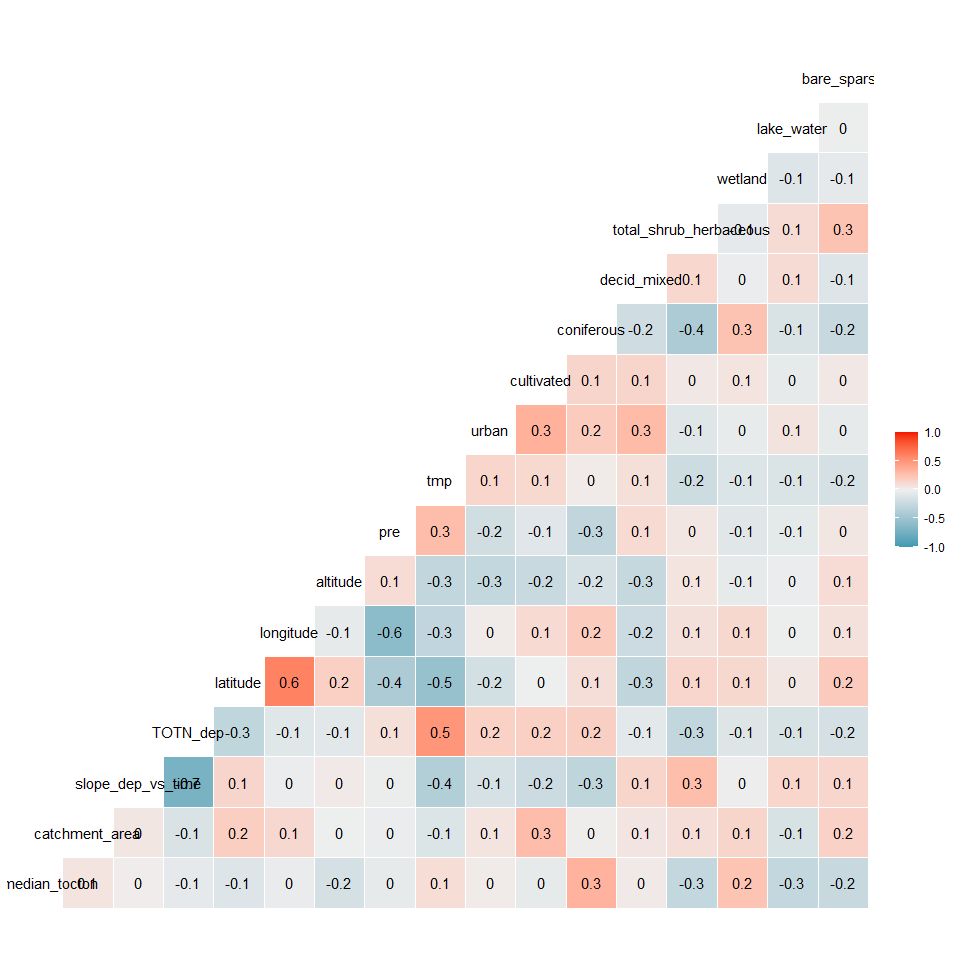 bare_spars
lake_water 0
wetland -0.1 -0.1
total_shrub_herbaceous -0.1 0.1 0.3
decid_mixed 0.1 0 0.1 -0.1
coniferous -0.2 -0.4 0.3 -0.1 -0.2
cultivated 0.1 0.1 0 0.1 0 0
urban 0.3 0.2 0.3 -0.1 0 0.1 0
1.0
0.5
0.0
-0.5
-1.0
tmp 0.1 0.1 0 0.1 -0.2 -0.1 -0.1 -0.2
pre 0.3 -0.2 -0.1 -0.3 0.1 0 -0.1 -0.1 0
altitude 0.1 -0.3 -0.3 -0.2 -0.2 -0.3 0.1 -0.1 0 0.1
longitude -0.1 -0.6 -0.3 0 0.1 0.2 -0.2 0.1 0.1 0 0.1
latitude 0.6 0.2 -0.4 -0.5 -0.2 0 0.1 -0.3 0.1 0.1 0 0.2
TOTN_dep -0.3 -0.1 -0.1 0.1 0.5 0.2 0.2 0.2 -0.1 -0.3 -0.1 -0.1 -0.2
slope_dep_vs_time -0.7 0.1 0 0 0 -0.4 -0.1 -0.2 -0.3 0.1 0.3 0 0.1 0.1
catchment_area 0 -0.1 0.2 0.1 0 0 -0.1 0.1 0.3 0 0.1 0.1 0.1 -0.1 0.2
0.1 0 -0.1 -0.1 0 -0.2 0 0.1 0 0 0.3 0 -0.3 0.2 -0.3 -0.2